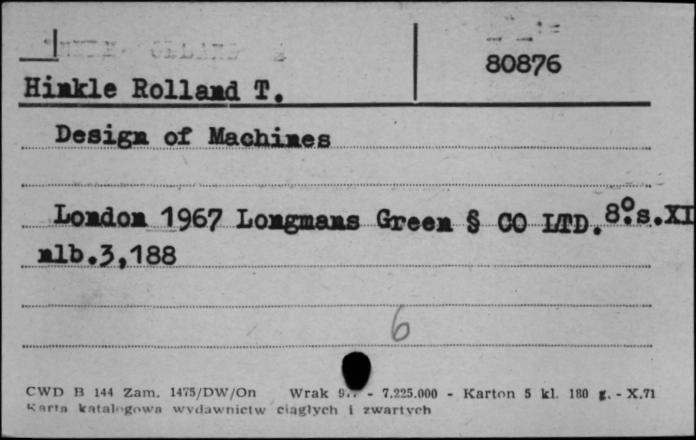 80876
Hinkle Rolland T.
Design of Machines
London 1967 Longmans Green § CO LTD. 8°.s.XI
nlb.3,188
6
CWD B 144 Zam. 1475/DW/On Wrak - 7.225.000 - Karton 5 kl. 180 g. - X.71
Karta katalogowa wydawnictw ciągłych i zwartych